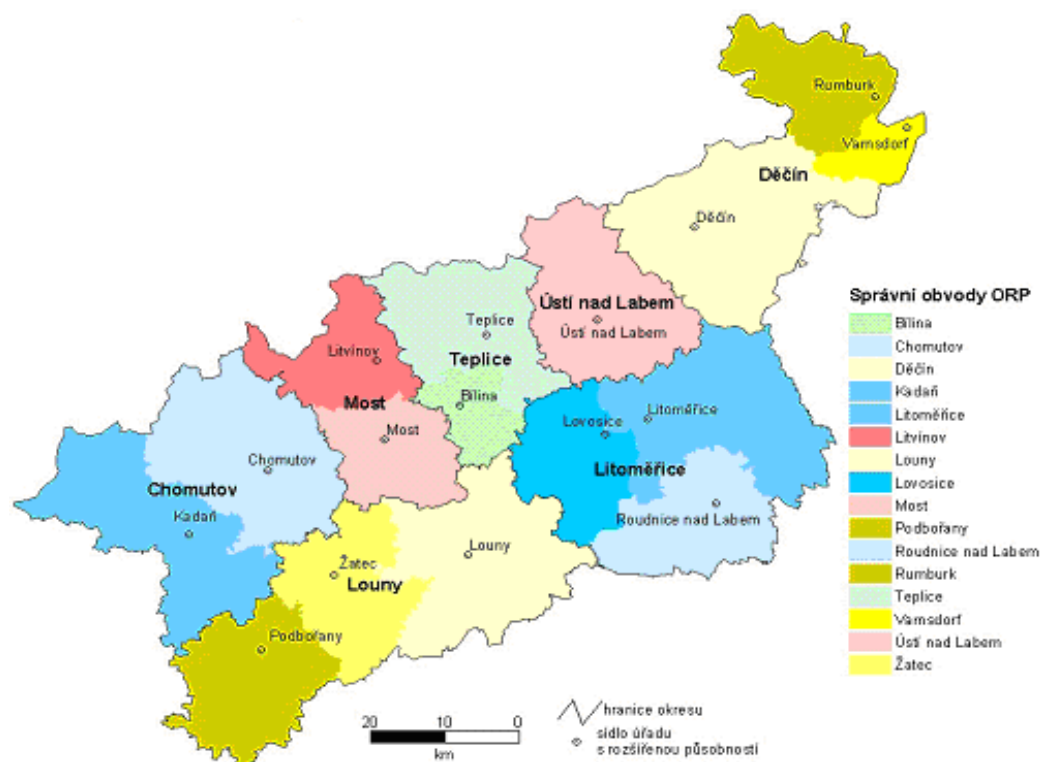 Rumburk
Varnsdorf
Děčín
Děčín
Ústí nad Labem
Ústí nad Labem
Teplice
Teplice
Litvínov
Most
Bílina
Most
Litoměřice
Lovosice
Litoměřice
Roudnice nad Labem
Chomutov
Chomutov
Kadaň
Louny
Žatec
Louny
Podbořany
Správní obvody ORP
Bílina
Chomutov
Děčín
Kadaň
Litoměřice
Litvínov
Louny
Lovosice
Most
Podbořany
Roudnice nad Labem
Rumburk
Teplice
Varnsdorf
Ústí nad Labem
Žatec
20 10 0
km
hranice okresu
sídlo úřadu
s rozšířenou působností